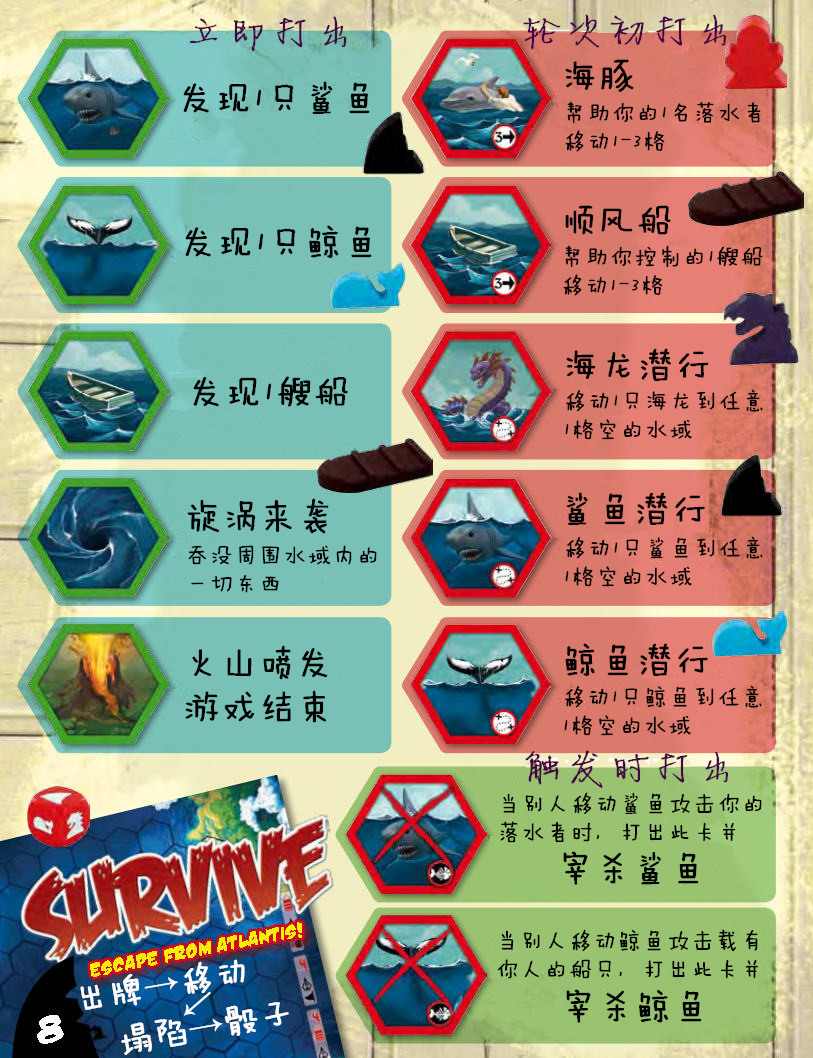 立即打出
发现1只鲨鱼
发现1只鲸鱼
发现1艘船
旋涡来袭
吞没周围水域内的
一切东西
火山喷发
游戏结束
轮次初打出
海豚
帮助你的1名落水者
移动1-3格
3→
顺风船
帮助你控制的1艘船
移动1-3格
3→
海龙潜行
移动1只海龙到任意
1格空的水域
鲨鱼潜行
移动1只鲨鱼到任意
1格空的水域
鲸鱼潜行
移动1只鲸鱼到任意
1格空的水域
触发时打出
当别人移动鲨鱼攻击你的
落水者时，打出此卡并
宰杀鲨鱼
当别人移动鲸鱼攻击载有
你人的船只，打出此卡并
宰杀鲸鱼
SURVIVE
ESCAPE FROM ATLANTIS!
出牌→移动
塌陷→骰子
8